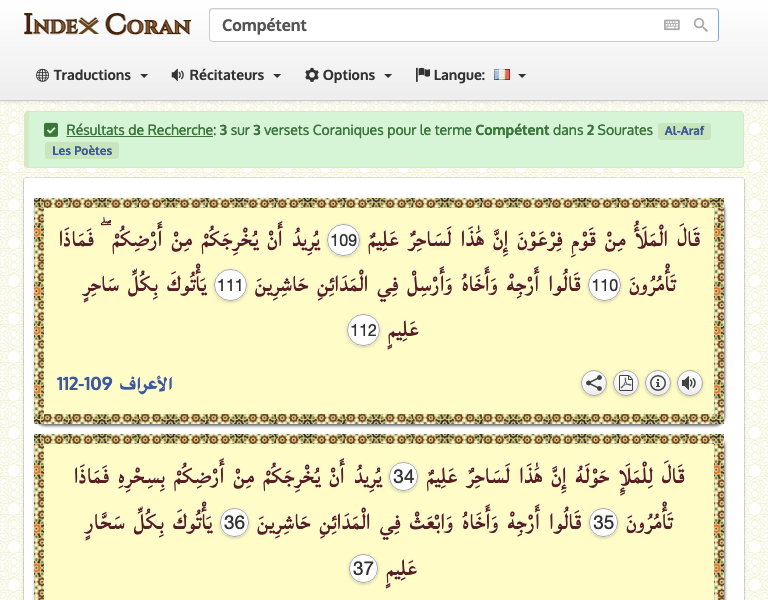 INDEX CORAN
Compétent
Traductions
Récitateurs
Options
Langue:
Résultats de Recherche: 3 sur 3 versets Coraniques pour le terme Compétent dans 2 Sourates Al-Araf
Les Poètes
قَالَ الْمَلَأُ مِنْ قَوْمِ فِرْعَوْنَ إِنَّ هَٰذَا لَسَاحِرٌ عَلِيمٌ 109 يُرِيدُ أَنْ يُخْرِجَكُمْ مِنْ أَرْضِكُمْ ۖ فَمَاذَا
تَأْمُرُونَ 110 قَالُوا أَرْجِهْ وَأَخَاهُ وَأَرْسِلْ فِي الْمَدَائِنِ حَاشِرِينَ 111 يَأْتُوكَ بِكُلِّ سَاحِرٍ
عَلِيمٍ 112
الأعراف 109-112
قَالَ لِلْمَلَإِ حَوْلَهُ إِنَّ هَٰذَا لَسَاحِرٌ عَلِيمٌ 34 يُرِيدُ أَنْ يُخْرِجَكُمْ مِنْ أَرْضِكُمْ بِسِحْرِهِ فَمَاذَا
تَأْمُرُونَ 35 قَالُوا أَرْجِهْ وَأَخَاهُ وَابْعَثْ فِي الْمَدَائِنِ حَاشِرِينَ 36 يَأْتُوكَ بِكُلِّ سَحَّارٍ
عَلِيمٍ 37